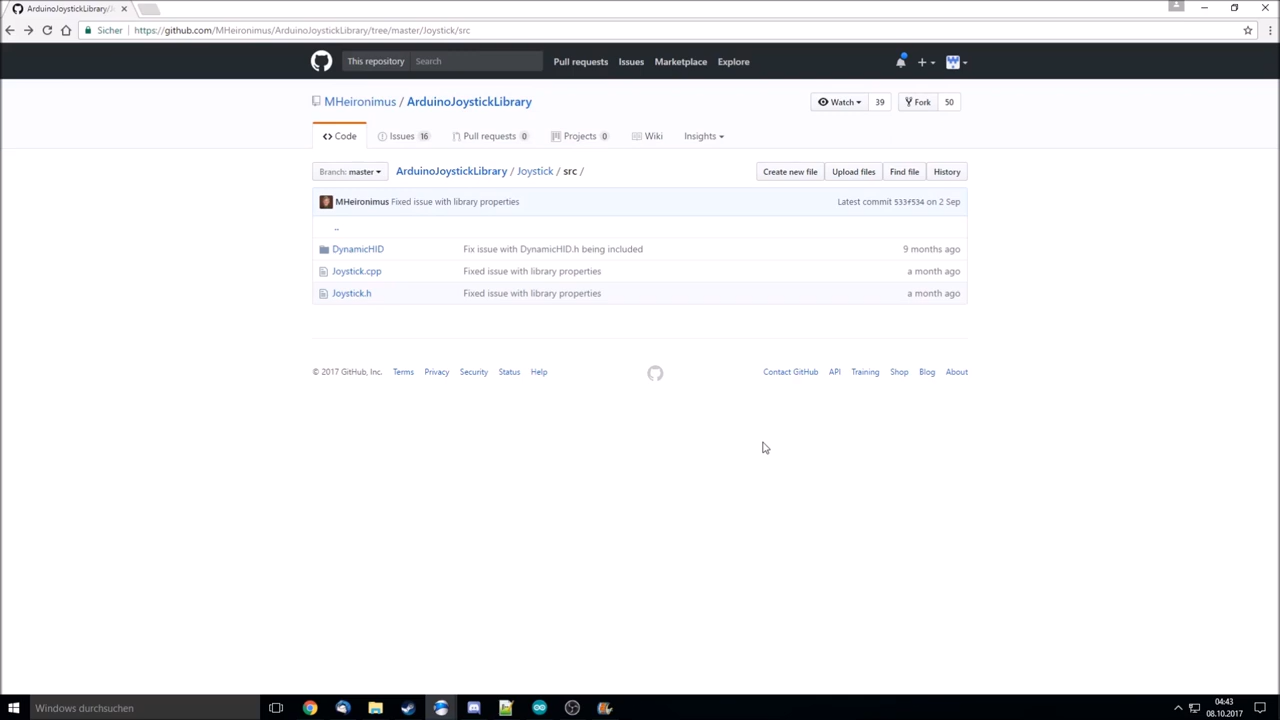 ArduinoJoystickLibrary/
Sicher https://github.com/MHeironimus/ArduinoJoystickLibrary/tree/master/Joystick/src
This repository Search Pull requests Issues Marketplace Explore
MHeironimus / ArduinoJoystickLibrary Watch 39 Fork 50
<> Code Issues 16 Pull requests 0 Projects 0 Wiki Insights
Branch: master ArduinoJoystickLibrary / Joystick / src / Create new file Upload files Find file History
MHeironimus Fixed issue with library properties Latest commit 533f534 on 2 Sep
..
DynamicHID Fix issue with DynamicHID.h being included 9 months ago
Joystick.cpp Fixed issue with library properties a month ago
Joystick.h Fixed issue with library properties a month ago
© 2017 GitHub, Inc. Terms Privacy Security Status Help Contact GitHub API Training Shop Blog About
Windows durchsuchen 04:43
08.10.2017